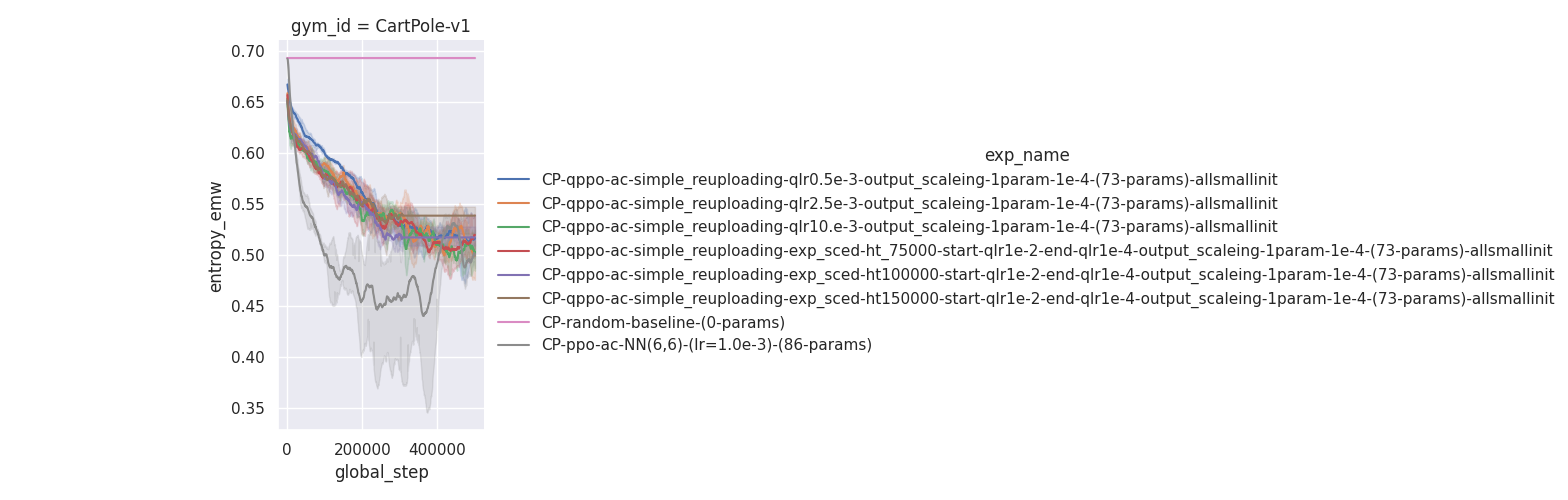 gym_id = CartPole-v1
0.70
0.65
0.60
0.55
0.50
0.45
0.40
0.35
entropy_emw
0 200000 400000
global_step
exp_name
CP-qppo-ac-simple_reuploading-qlr0.5e-3-output_scaleing-1param-1e-4-(73-params)-allsmallinit
CP-qppo-ac-simple_reuploading-qlr2.5e-3-output_scaleing-1param-1e-4-(73-params)-allsmallinit
CP-qppo-ac-simple_reuploading-qlr10.e-3-output_scaleing-1param-1e-4-(73-params)-allsmallinit
CP-qppo-ac-simple_reuploading-exp_sced-ht_75000-start-qlr1e-2-end-qlr1e-4-output_scaleing-1param-1e-4-(73-params)-allsmallinit
CP-qppo-ac-simple_reuploading-exp_sced-ht100000-start-qlr1e-2-end-qlr1e-4-output_scaleing-1param-1e-4-(73-params)-allsmallinit
CP-qppo-ac-simple_reuploading-exp_sced-ht150000-start-qlr1e-2-end-qlr1e-4-output_scaleing-1param-1e-4-(73-params)-allsmallinit
CP-random-baseline-(0-params)
CP-ppo-ac-NN(6,6)-(lr=1.0e-3)-(86-params)